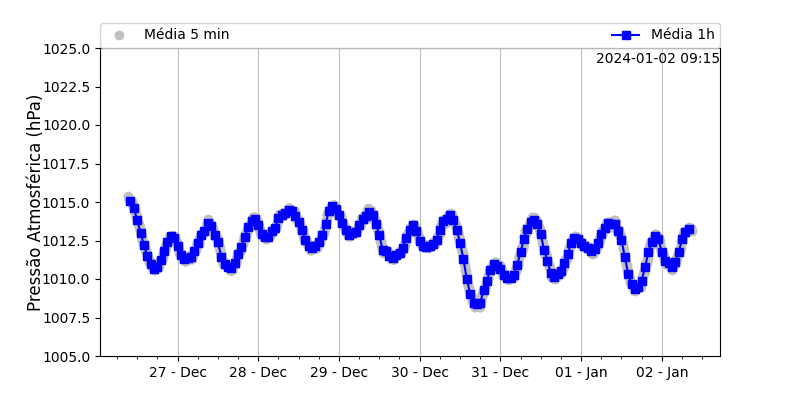 Média 5 min
Média 1h
2024-01-02 09:15
Pressão Atmosférica (hPa)
1025.0
1022.5
1020.0
1017.5
1015.0
1012.5
1010.0
1007.5
1005.0
27 - Dec
28 - Dec
29 - Dec
30 - Dec
31 - Dec
01 - Jan
02 - Jan